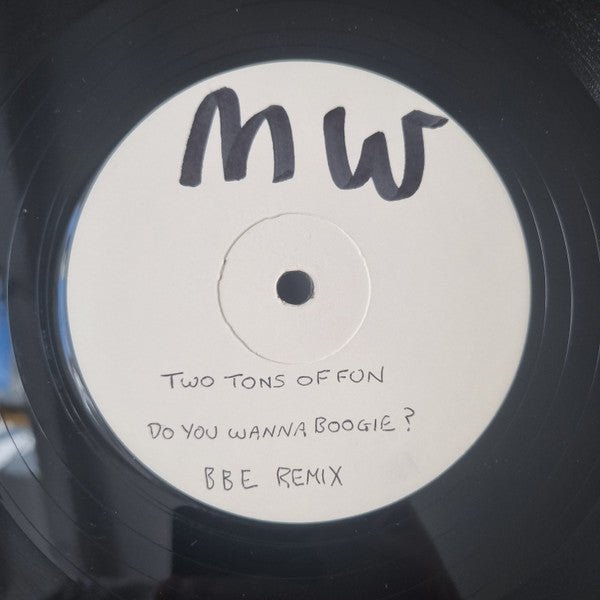 MW
TWO TONS OF FUN
DO YOU WANNA BOOGIE?
BBE REMIX